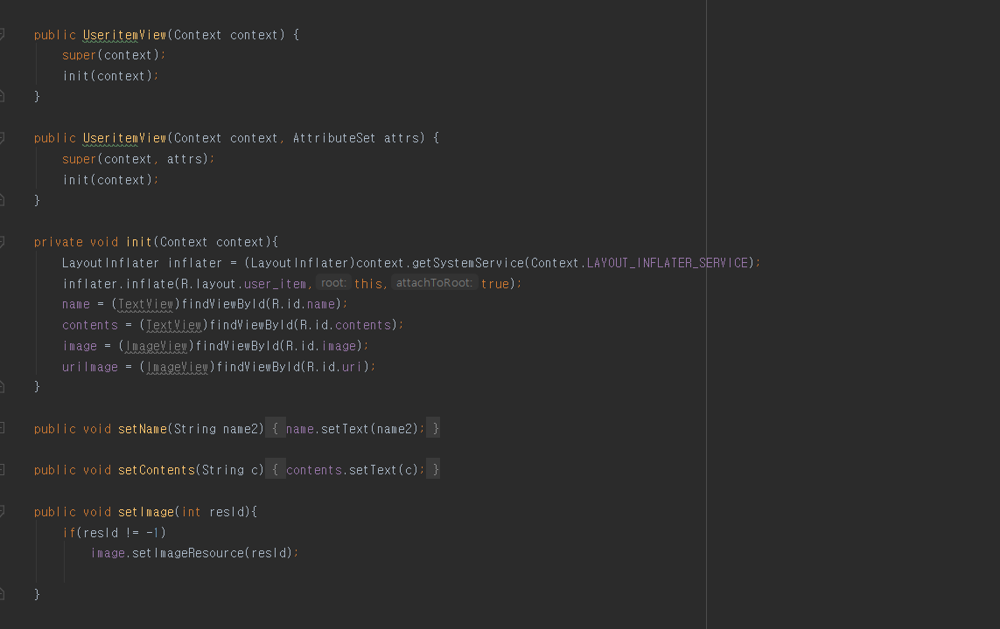 public UseritemView(Context context) {
super(context);
init(context);
}
public UseritemView(Context context, AttributeSet attrs) {
super(context, attrs);
init(context);
}
private void init(Context context){
LayoutInflater inflater = (LayoutInflater)context.getSystemService(Context.LAYOUT_INFLATER_SERVICE);
inflater.inflate(R.layout.user_item, root: this, attachToRoot: true);
name = (TextView)findViewById(R.id.name);
contents = (TextView)findViewById(R.id.contents);
image = (ImageView)findViewById(R.id.image);
uriImage = (ImageView)findViewById(R.id.uri);
}
public void setName(String name2) { name.setText(name2); }
public void setContents(String c) { contents.setText(c); }
public void setImage(int resId){
if(resId != -1)
image.setImageResource(resId);
}